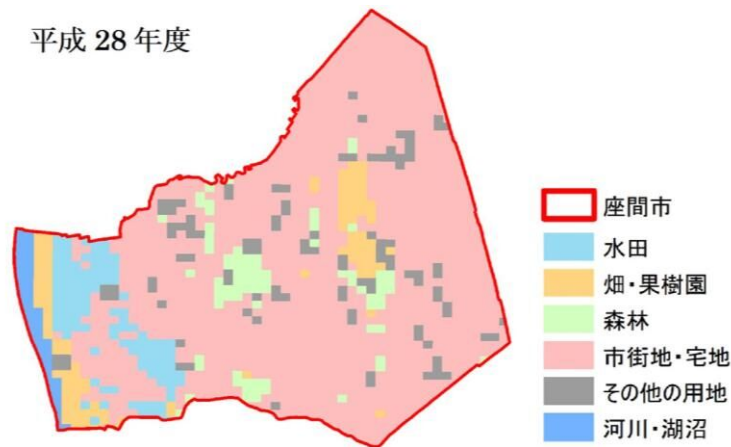 平成 28 年度
座間市
水田
畑・果樹園
森林
市街地・宅地
その他の用地
河川・湖沼